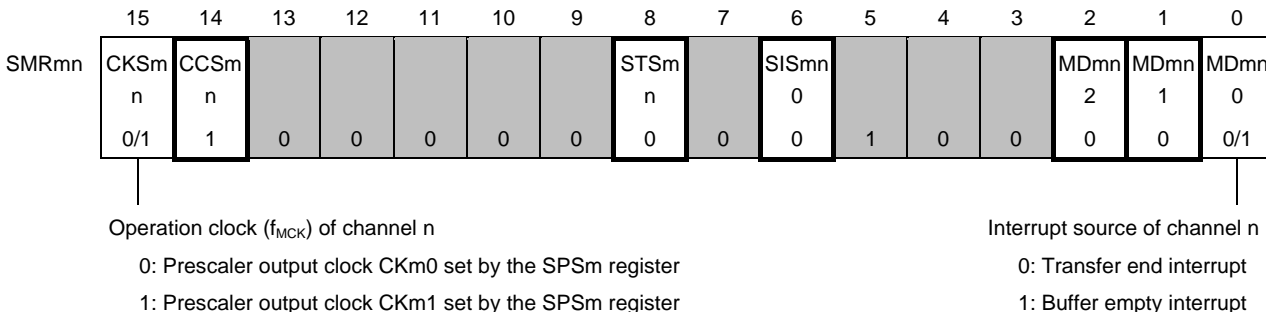 15 14 13 12 11 10 9 8 7 6 5 4 3 2 1 0
SMRmn CKSm CCSm STSm SISmn MDmn MDmn MDmn
n n n 0 2 1 0
0/1 1 0 0 0 0 0 0 0 0 1 0 0 0 0 0/1
Operation clock (fMCK) of channel n Interrupt source of channel n
0: Prescaler output clock CKm0 set by the SPSm register 0: Transfer end interrupt
1: Prescaler output clock CKm1 set by the SPSm register 1: Buffer empty interrupt